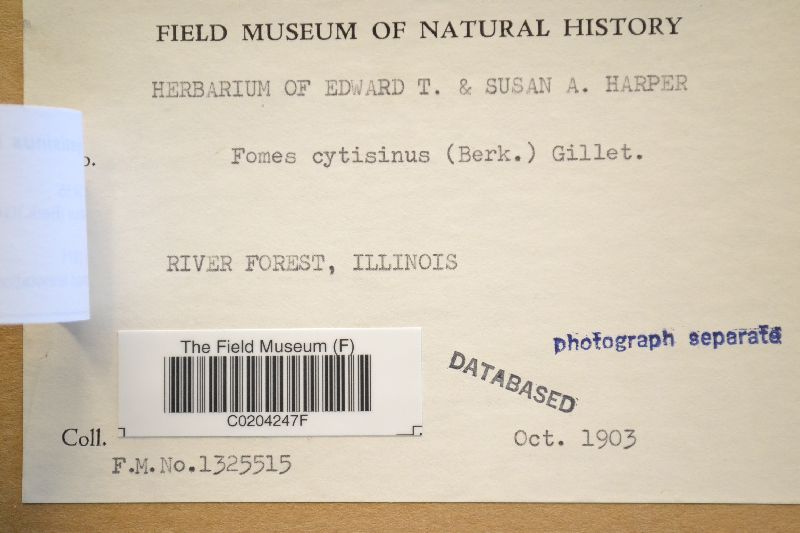 FIELD MUSEUM OF NATURAL HISTORY
HERBARIUM OF EDWARD T. & SUSAN A. HARPER
o.
Fomes cytisinus (Berk.) Gillet.
RIVER FOREST, ILLINOIS
photograph separate
The Field Museum (F)
C0204247F
DATABASED
Coll.
Oct. 1903
F.M.No.1325515